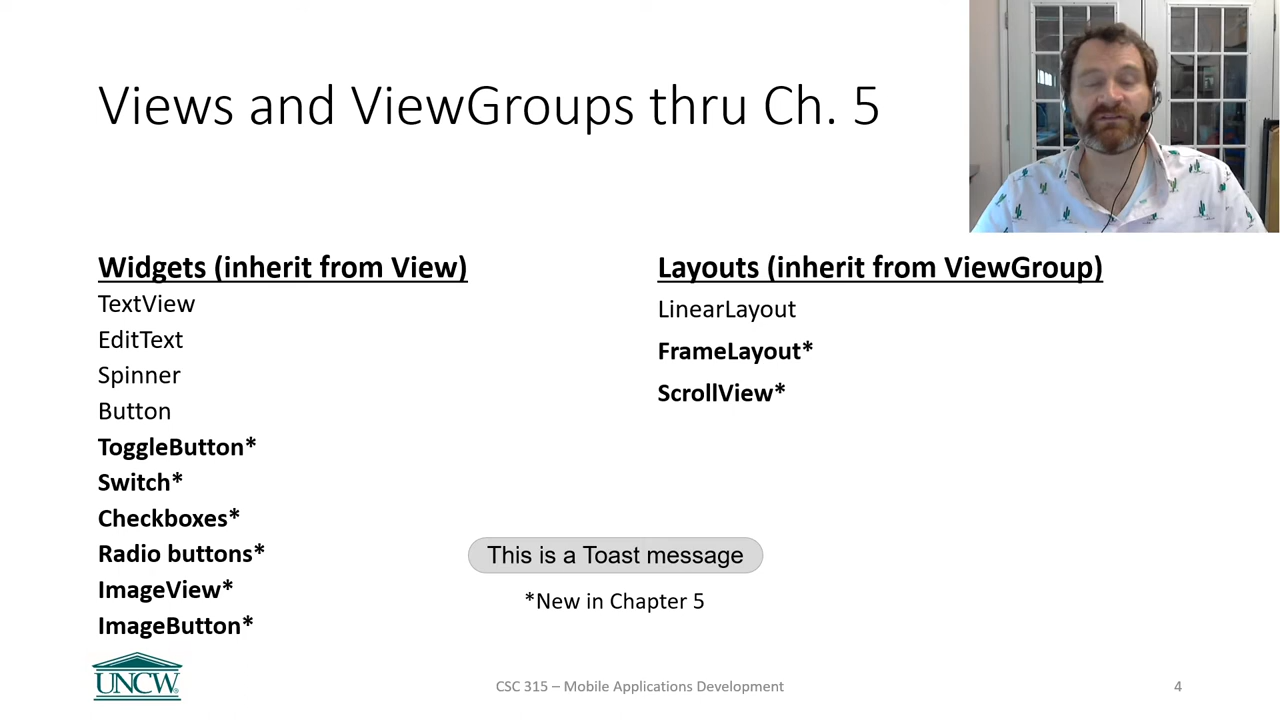 Views and ViewGroups thru Ch. 5
Widgets (inherit from View)
TextView
EditText
Spinner
Button
ToggleButton*
Switch*
Checkboxes*
Radio buttons*
ImageView*
ImageButton*
Layouts (inherit from ViewGroup)
LinearLayout
FrameLayout*
ScrollView*
This is a Toast message
*New in Chapter 5
UNCW
CSC 315 – Mobile Applications Development
4